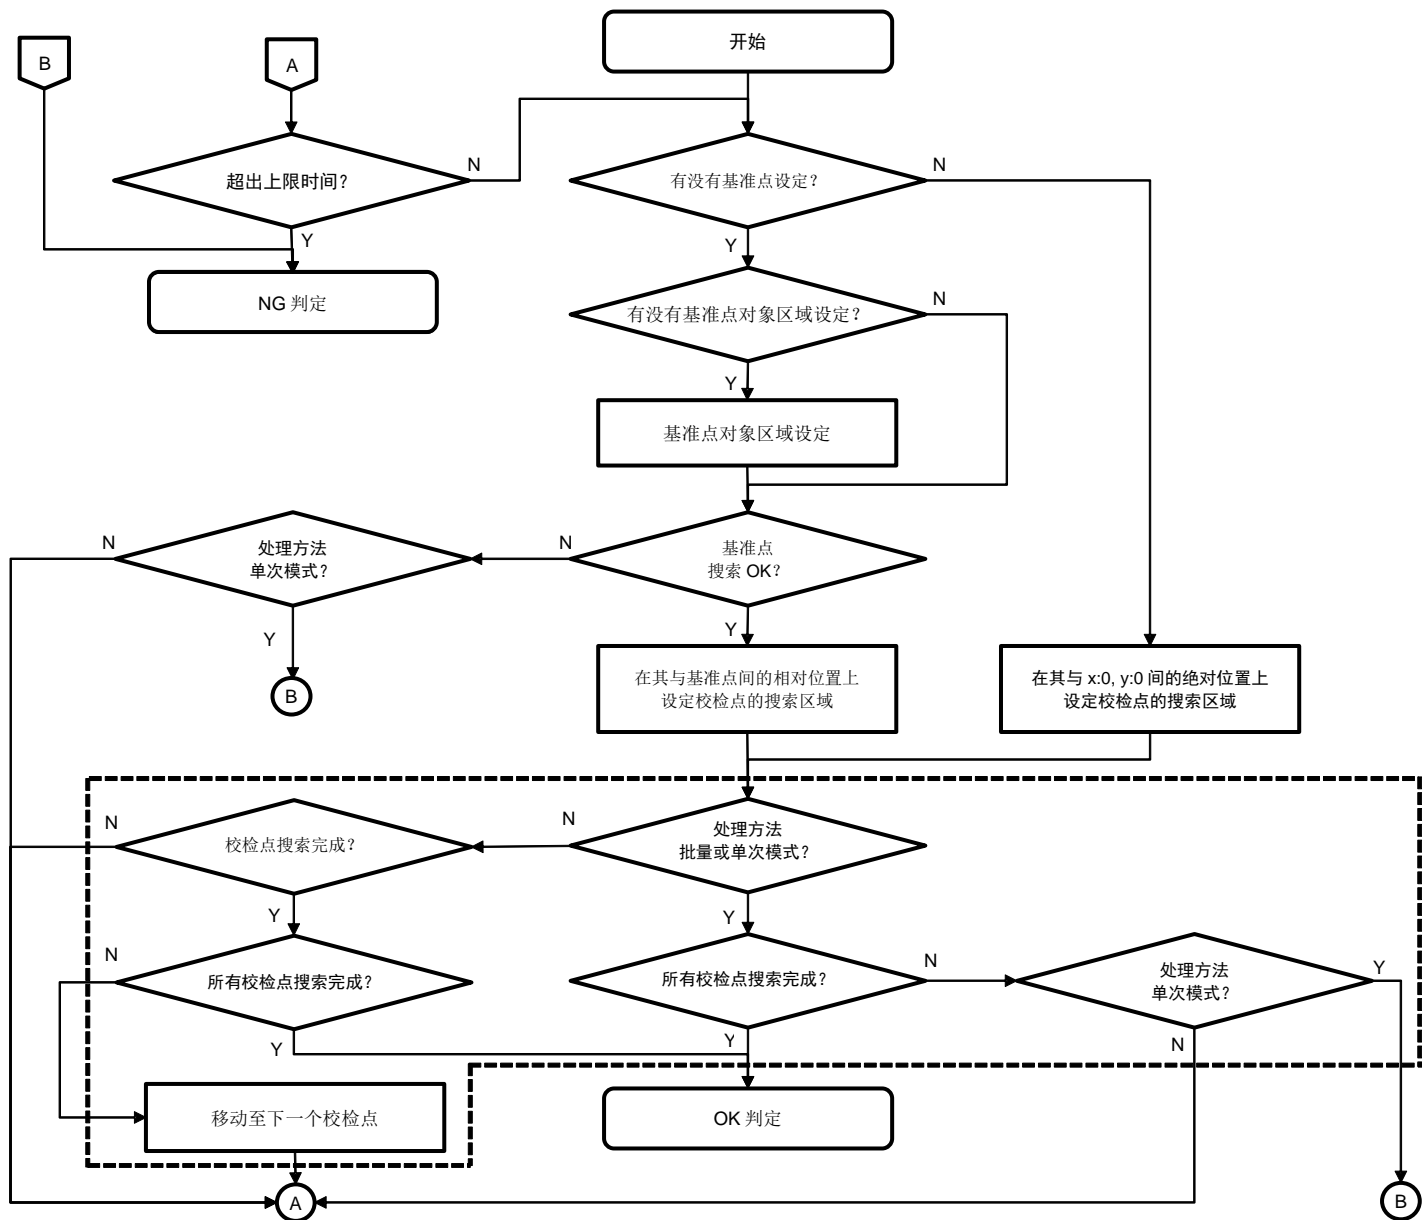 开始
B
A
超出上限时间？
N
有没有基准点设定？
N
Y
Y
NG 判定
有没有基准点对象区域设定？
N
Y
基准点对象区域设定
N
处理方法
单次模式？
N
基准点
搜索 OK？
Y
Y
B
在其与基准点间的相对位置上
设定校检点的搜索区域
在其与 x:0, y:0 间的绝对位置上
设定校检点的搜索区域
N
校检点搜索完成？
N
处理方法
批量或单次模式？
Y
Y
N
所有校检点搜索完成？
所有校检点搜索完成？
N
处理方法
单次模式？
Y
Y
Y
N
移动至下一个校检点
OK 判定
A
B